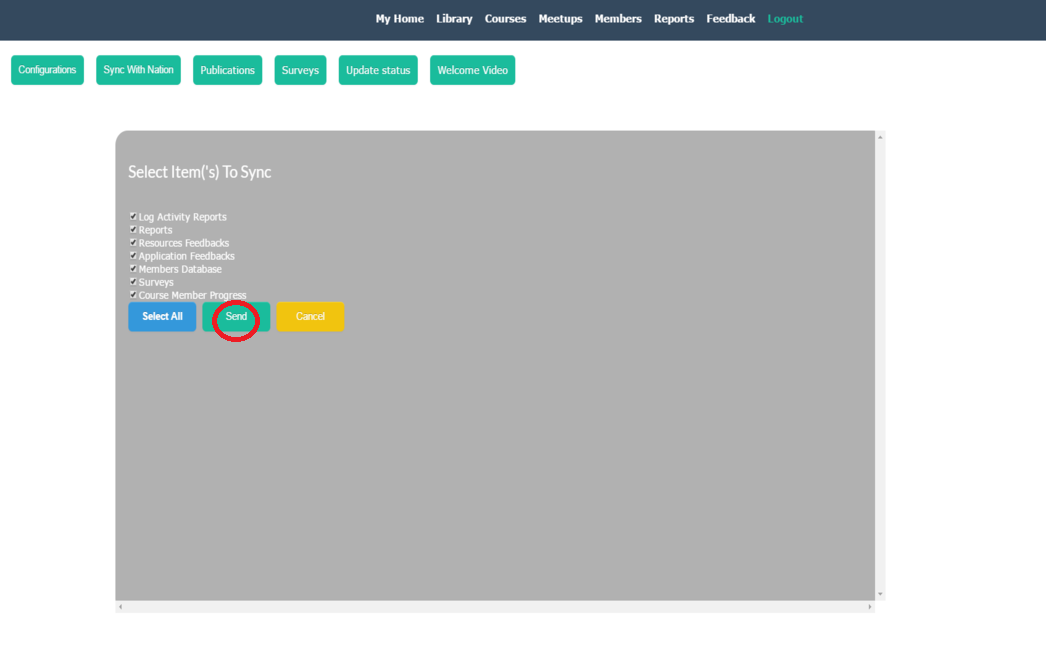 My Home Library Courses Meetups Members Reports Feedback Logout
Configurations Sync With Nation Publications Surveys Update status Welcome Video
Select Item('s) To Sync
Log Activity Reports
Reports
Resources Feedbacks
Application Feedbacks
Members Database
Surveys
Course Member Progress
Select All Send Cancel